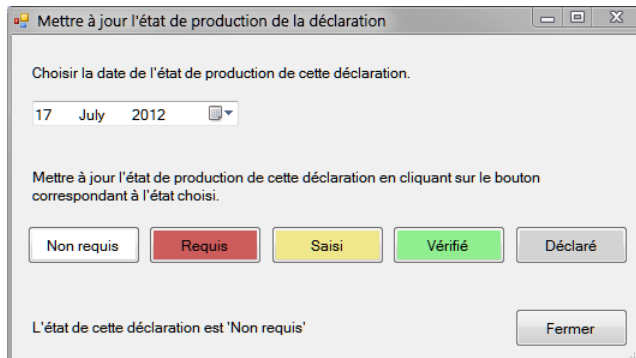 Mettre à jour l'état de production de la déclaration
Choisir la date de l'état de production de cette déclaration.
17 July 2012
Mettre à jour l'état de production de cette déclaration en cliquant sur le bouton
correspondant à l'état choisi.
Non requis Requis Saisi Vérifié Déclaré
L'état de cette déclaration est 'Non requis'
Fermer